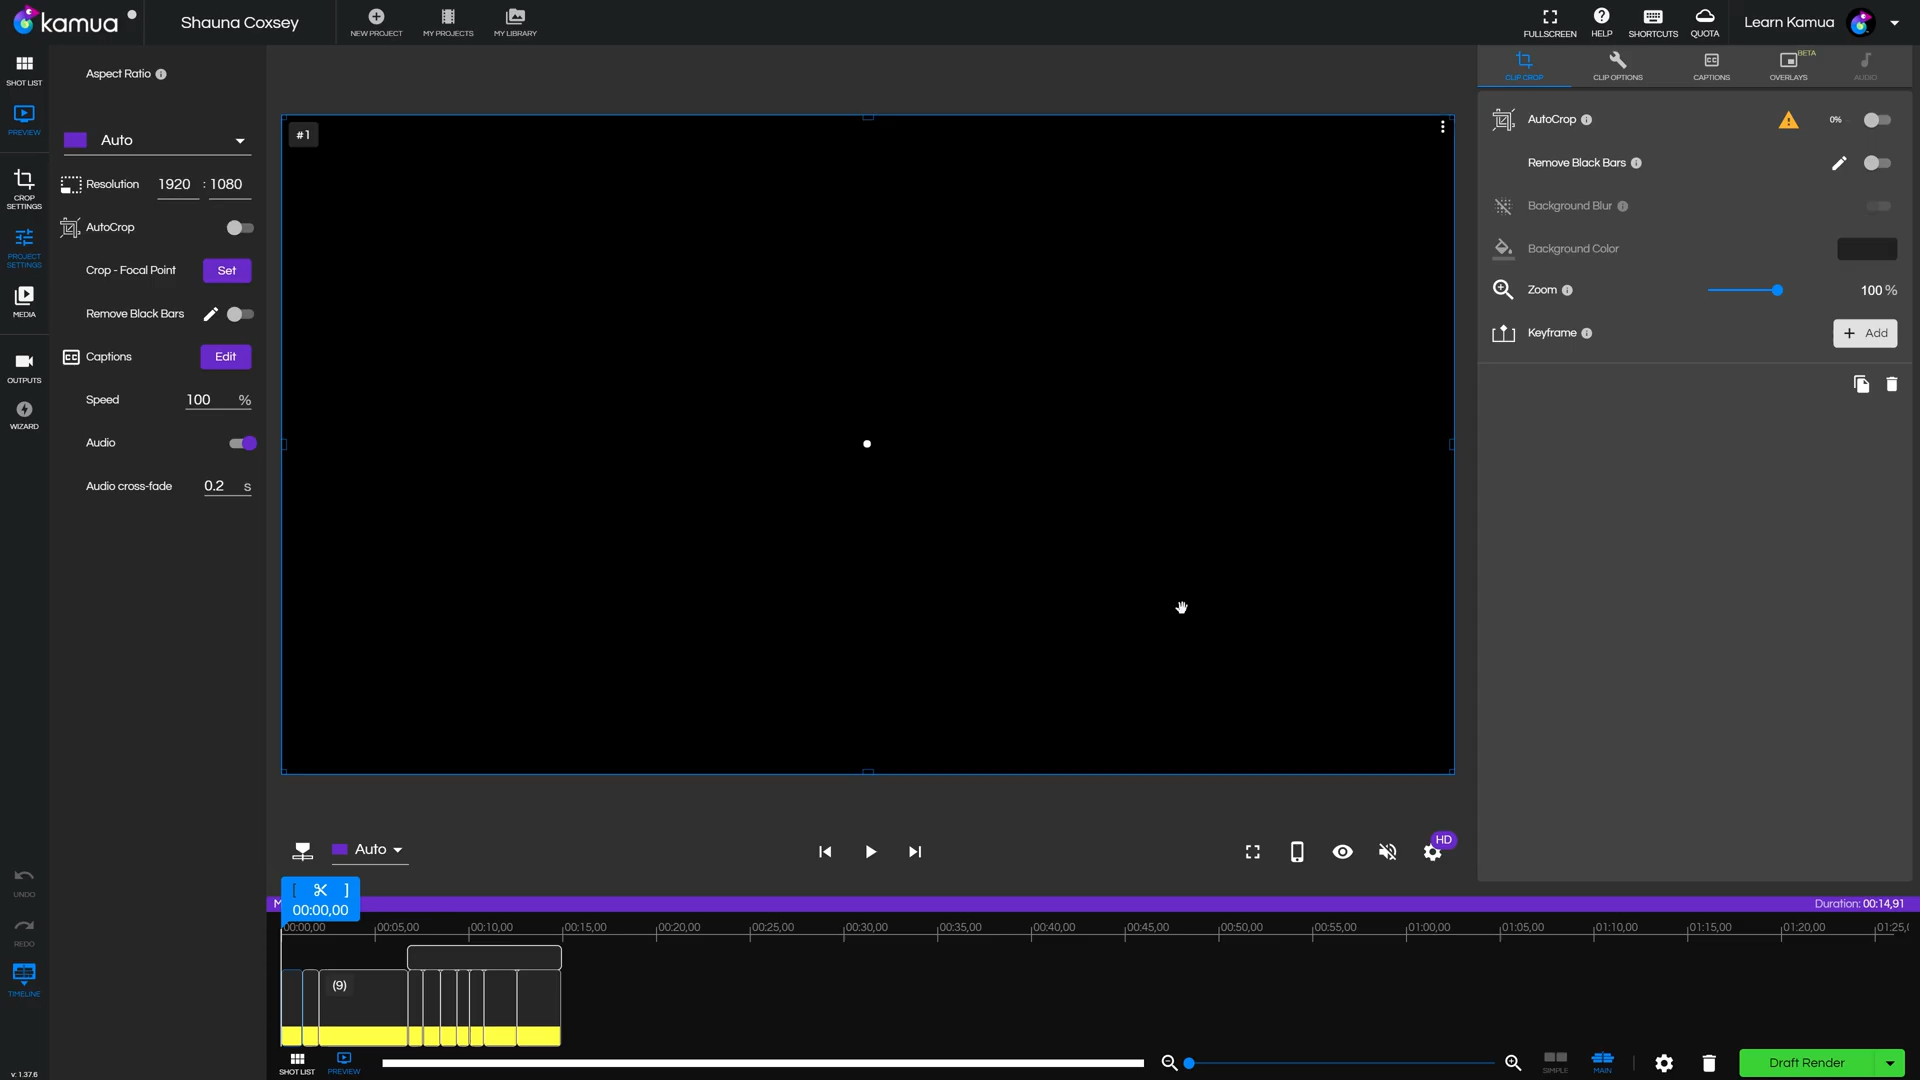 kamua
Shauna Coxsey
NEW PROJECT
MY PROJECTS
MY LIBRARY
FULLSCREEN
HELP
SHORTCUTS
QUOTA
Learn Kamua
SHOT LIST
PREVIEW
CROP
SETTINGS
PROJECT
SETTINGS
MEDIA
OUTPUTS
WIZARD
UNDO
REDO
TIMELINE
v: 1.37.6
Aspect Ratio
Auto
Resolution 1920 : 1080
AutoCrop
Crop - Focal Point Set
Remove Black Bars
Captions Edit
Speed 100 %
Audio
Audio cross-fade 0.2 s
#1
CLIP CROP
CLIP OPTIONS
CAPTIONS
BETA
OVERLAYS
AUDIO
AutoCrop 0%
Remove Black Bars
Background Blur
Background Color
Zoom 100 %
Keyframe + Add
Auto
HD
[ ]
00:00,00
M
Duration: 00:14,91
00:00,00 00:05,00 00:10,00 00:15,00 00:20,00 00:25,00 00:30,00 00:35,00 00:40,00 00:45,00 00:50,00 00:55,00 01:00,00 01:05,00 01:10,00 01:15,00 01:20,00 01:25,
(9)
SHOT LIST
PREVIEW
SIMPLE
MAIN
Draft Render